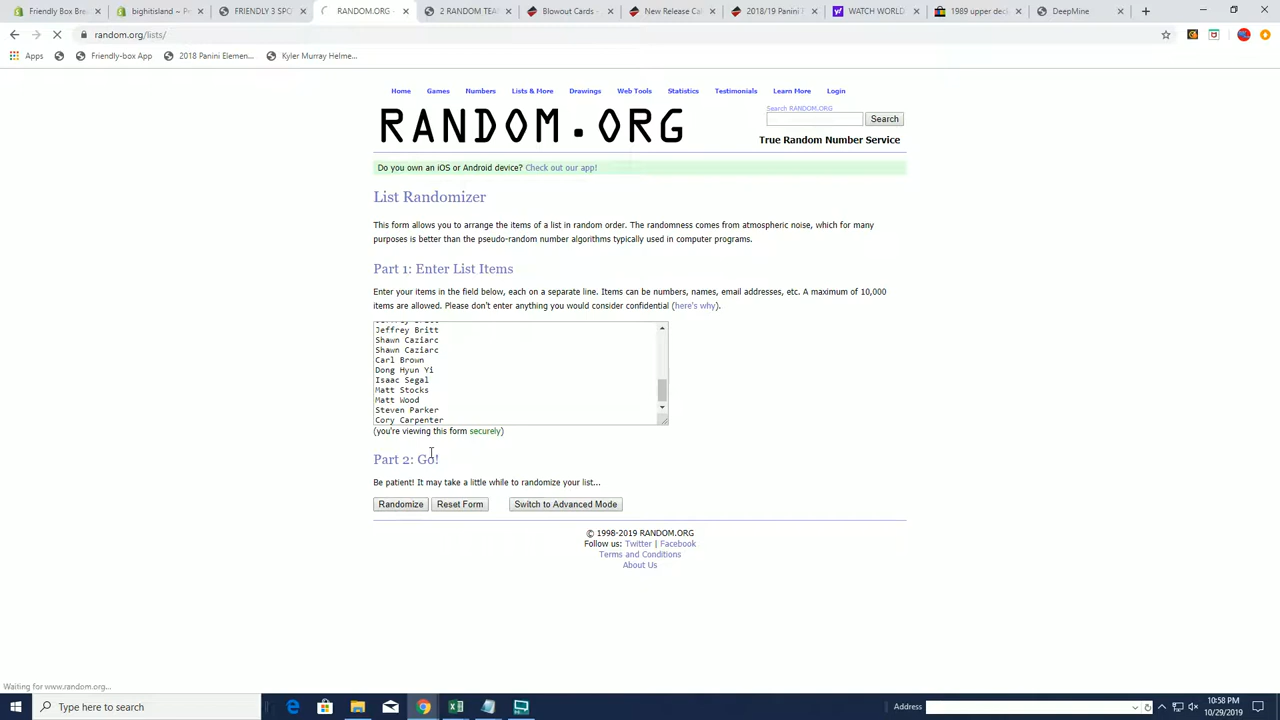 Friendly Box Brea
bightisland ~ Po
FRIENDLY 3 SPO
RANDOM.ORG -
2 RANDOM TEAM
Blowout Cards -
New Release Cal
2018/19 Panini T
WATCH WORLD
1989 upper deck
DeepMine
random.org/lists/
Apps
Friendly-box App
2018 Panini Elemen...
Kyler Murray Helme...
Home Games Numbers Lists & More Drawings Web Tools Statistics Testimonials Learn More Login
RANDOM.ORG
Search RANDOM.ORG
Search
True Random Number Service
Do you own an iOS or Android device? Check out our app!
List Randomizer
This form allows you to arrange the items of a list in random order. The randomness comes from atmospheric noise, which for many
purposes is better than the pseudo-random number algorithms typically used in computer programs.
Part 1: Enter List Items
Enter your items in the field below, each on a separate line. Items can be numbers, names, email addresses, etc. A maximum of 10,000
items are allowed. Please don't enter anything you would consider confidential (here's why).
Jeffrey Britt
Shawn Caziarc
Shawn Caziarc
Carl Brown
Dong Hyun Yi
Isaac Segal
Matt Stocks
Matt Wood
Steven Parker
Cory Carpenter
(you're viewing this form securely)
Part 2: Go!
Be patient! It may take a little while to randomize your list...
Randomize Reset Form Switch to Advanced Mode
© 1998-2019 RANDOM.ORG
Follow us: Twitter | Facebook
Terms and Conditions
About Us
Waiting for www.random.org...
Type here to search
Address
10:58 PM
10/29/2019